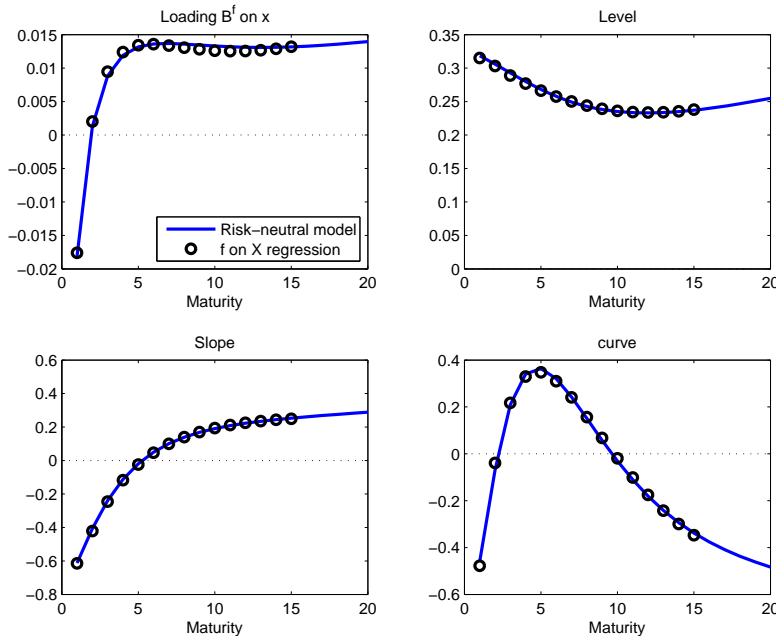 Loading B^f on x
0.015
0.01
0.005
0
−0.005
−0.01
−0.015
−0.02
0 5 10 15 20
Maturity
Risk−neutral model
f on X regression
Level
0.35
0.3
0.25
0.2
0.15
0.1
0.05
0
0 5 10 15 20
Maturity
Slope
0.6
0.4
0.2
0
−0.2
−0.4
−0.6
−0.8
0 5 10 15 20
Maturity
curve
0.4
0.2
0
−0.2
−0.4
−0.6
0 5 10 15 20
Maturity